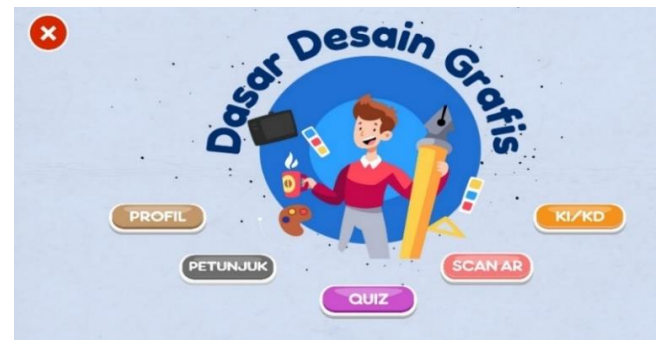 Dasar Desain Grafis
PROFIL
KI/KD
PETUNJUK
SCAN AR
QUIZ